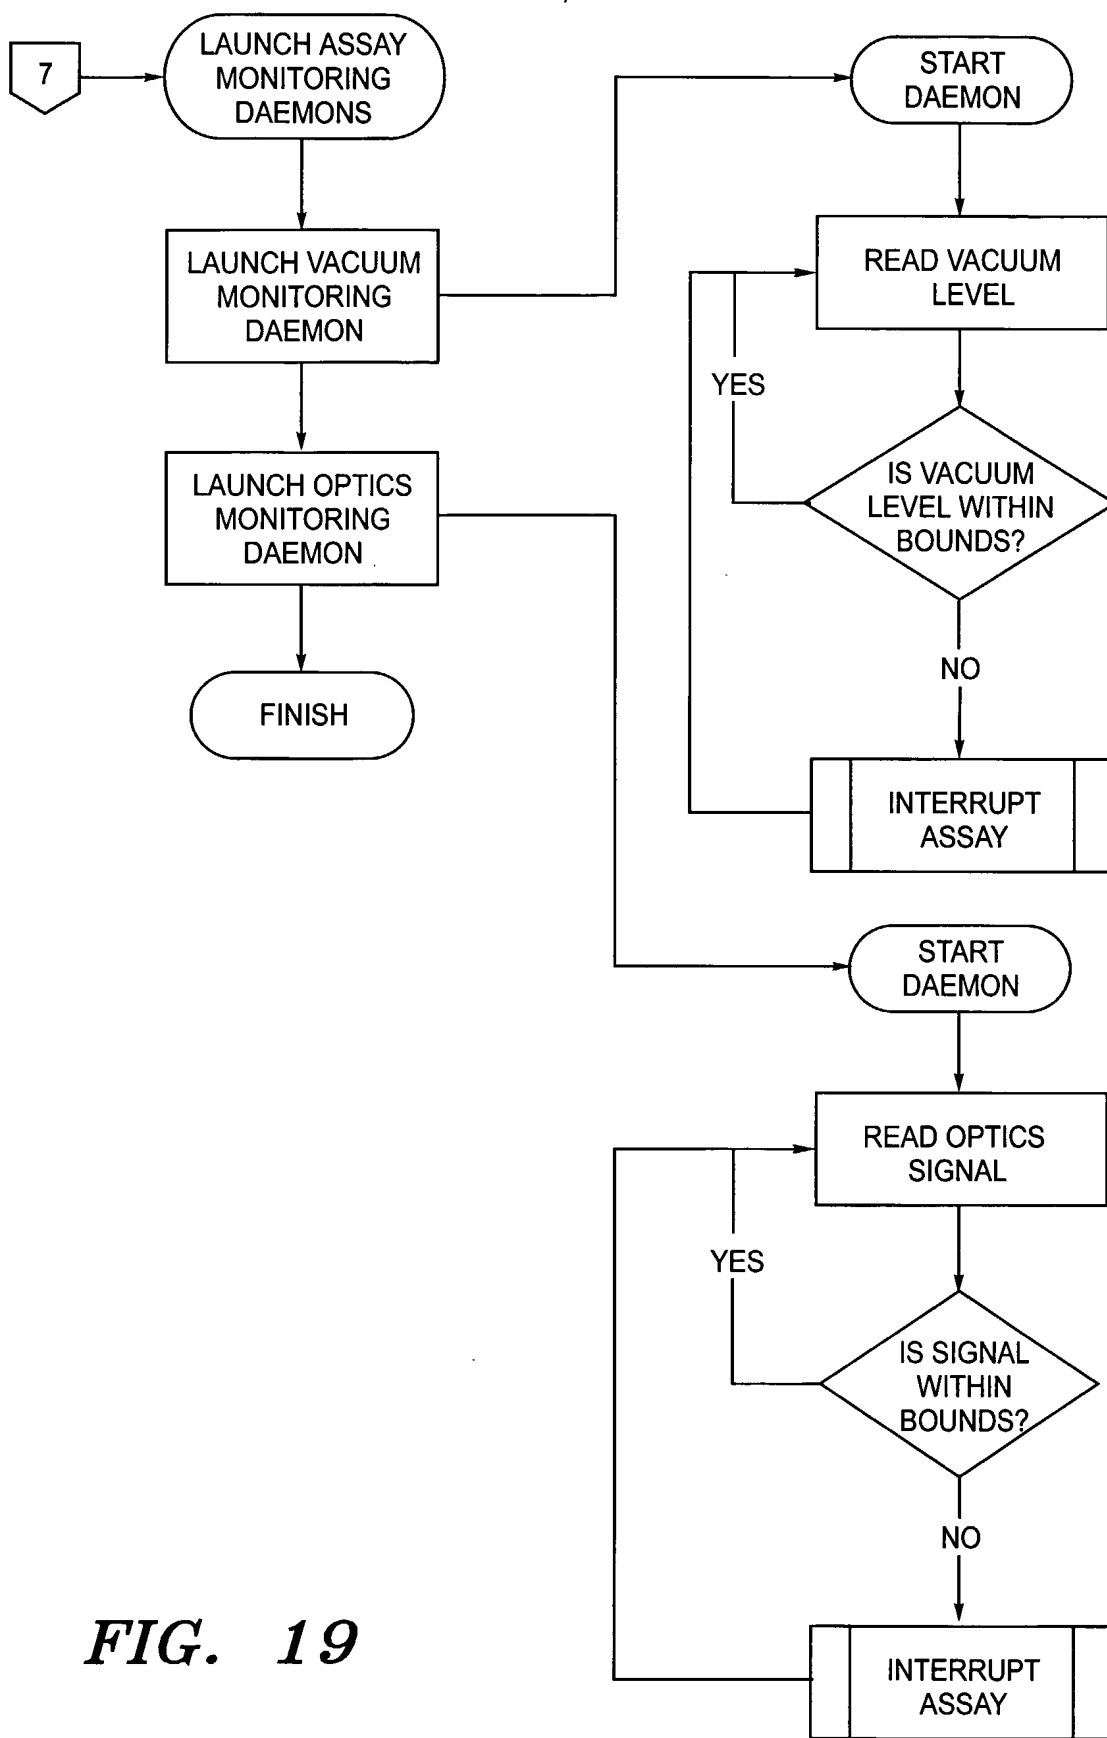 7
LAUNCH ASSAY
MONITORING
DAEMONS
LAUNCH VACUUM
MONITORING
DAEMON
LAUNCH OPTICS
MONITORING
DAEMON
FINISH
START
DAEMON
READ VACUUM
LEVEL
YES
IS VACUUM
LEVEL WITHIN
BOUNDS?
NO
INTERRUPT
ASSAY
START
DAEMON
READ OPTICS
SIGNAL
YES
IS SIGNAL
WITHIN
BOUNDS?
NO
INTERRUPT
ASSAY
FIG. 19